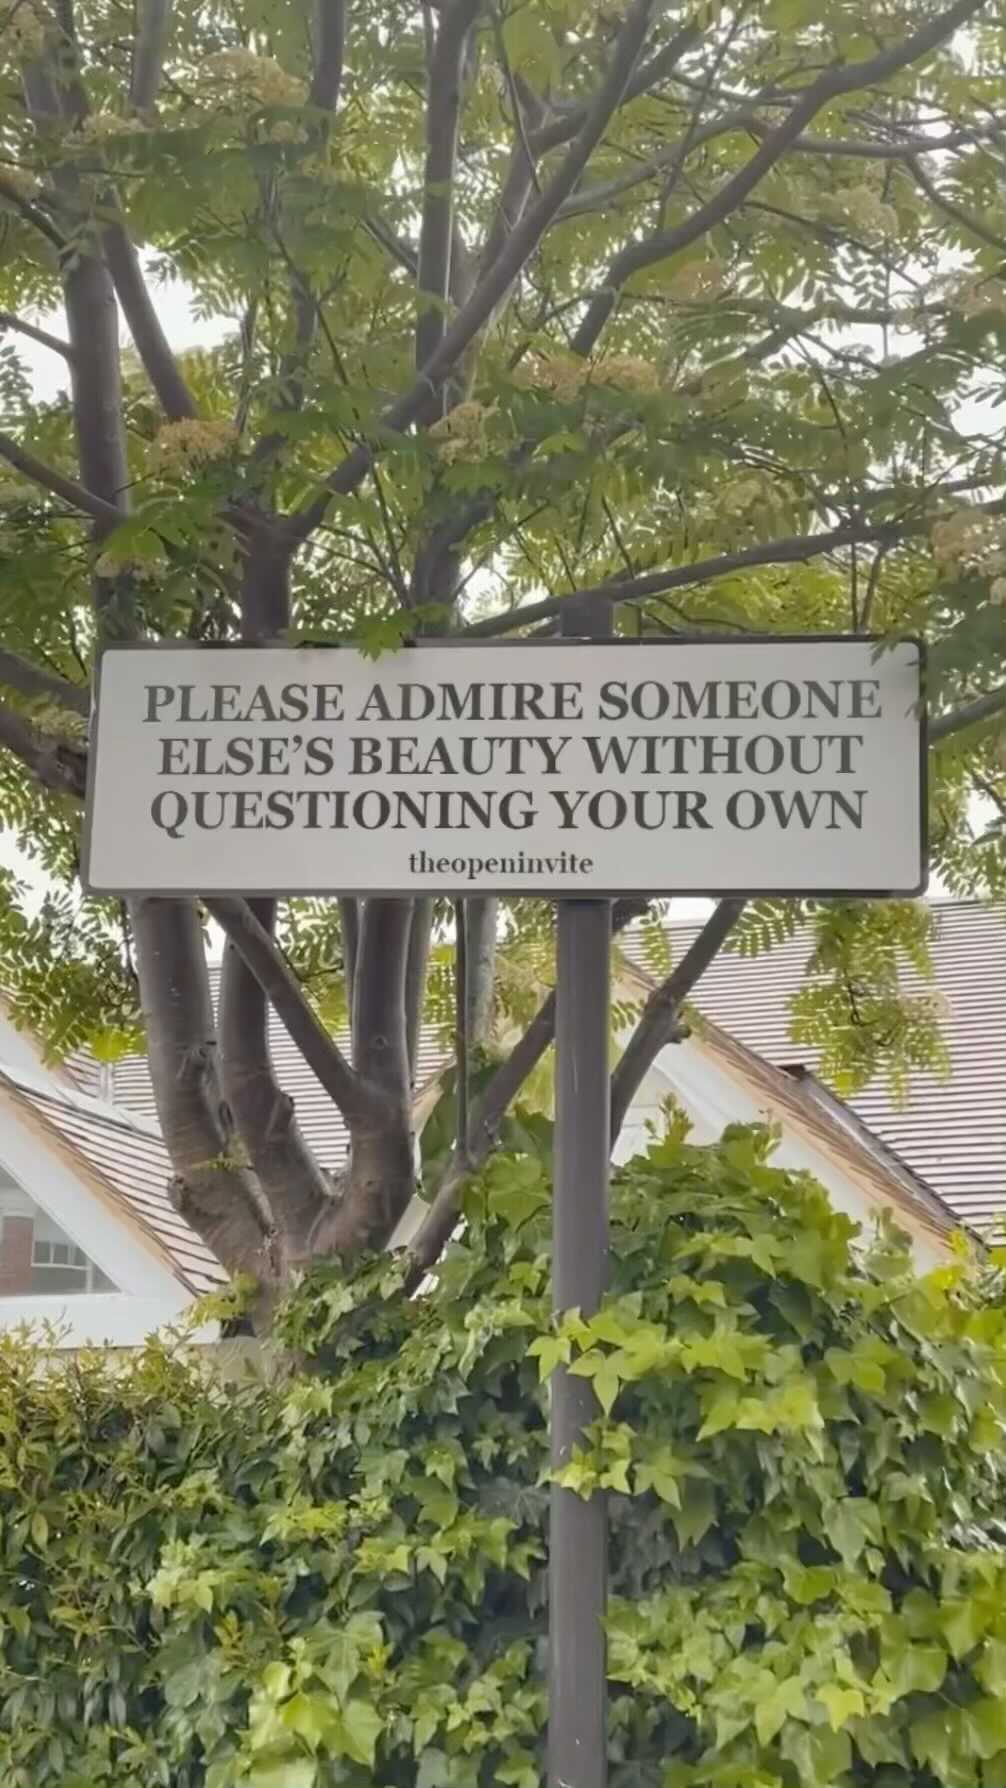 PLEASE ADMIRE SOMEONE
ELSE’S BEAUTY WITHOUT
QUESTIONING YOUR OWN
theopeninvite